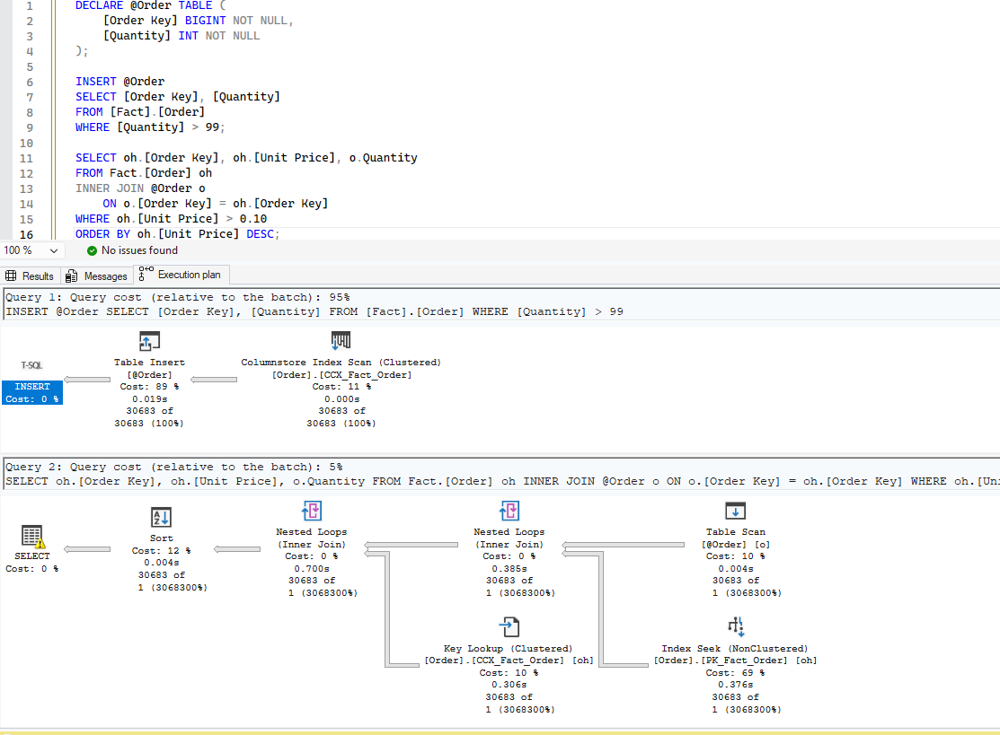 1 DECLARE @Order TABLE (
2 [Order Key] BIGINT NOT NULL,
3 [Quantity] INT NOT NULL
4 );
5
6 INSERT @Order
7 SELECT [Order Key], [Quantity]
8 FROM [Fact].[Order]
9 WHERE [Quantity] > 99;
10
11 SELECT oh.[Order Key], oh.[Unit Price], o.Quantity
12 FROM Fact.[Order] oh
13 INNER JOIN @Order o
14 ON o.[Order Key] = oh.[Order Key]
15 WHERE oh.[Unit Price] > 0.10
16 ORDER BY oh.[Unit Price] DESC;
100 % No issues found
Results Messages Execution plan
Query 1: Query cost (relative to the batch): 95%
INSERT @Order SELECT [Order Key], [Quantity] FROM [Fact].[Order] WHERE [Quantity] > 99
T-SQL
INSERT
Cost: 0 %
Table Insert
[@Order]
Cost: 89 %
0.019s
30683 of
30683 (100%)
Columnstore Index Scan (Clustered)
[Order].[CCX_Fact_Order]
Cost: 11 %
0.000s
30683 of
30683 (100%)
Query 2: Query cost (relative to the batch): 5%
SELECT oh.[Order Key], oh.[Unit Price], o.Quantity FROM Fact.[Order] oh INNER JOIN @Order o ON o.[Order Key] = oh.[Order Key] WHERE oh.[Uni
SELECT
Cost: 0 %
Sort
Cost: 12 %
0.004s
30683 of
1 (3068300%)
Nested Loops
(Inner Join)
Cost: 0 %
0.700s
30683 of
1 (3068300%)
Nested Loops
(Inner Join)
Cost: 0 %
0.385s
30683 of
1 (3068300%)
Table Scan
[@Order] [o]
Cost: 10 %
0.004s
30683 of
1 (3068300%)
Key Lookup (Clustered)
[Order].[CCX_Fact_Order] [oh]
Cost: 10 %
0.306s
30683 of
1 (3068300%)
Index Seek (NonClustered)
[Order].[PK_Fact_Order] [oh]
Cost: 69 %
0.376s
30683 of
1 (3068300%)